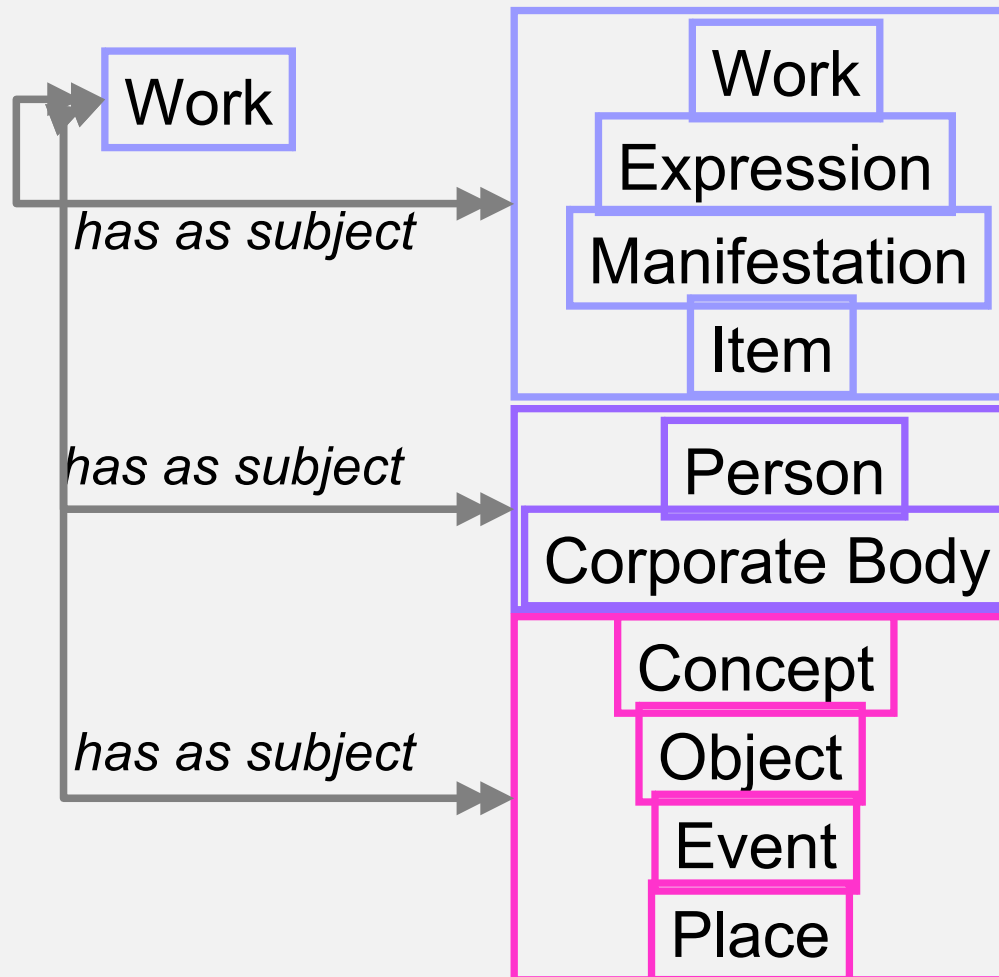 Work
Work
Expression
has as subject
Manifestation
Item
has as subject
Person
Corporate Body
Concept
has as subject
Object
Event
Place